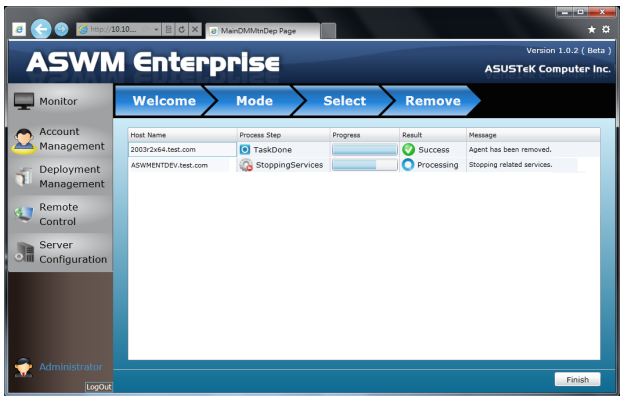 http://10.10...
MainDMMtnDep Page
Version 1.0.2 ( Beta )
ASWM Enterprise
ASUSTeK Computer Inc.
Monitor
Account
Management
Deployment
Management
Remote
Control
Server
Configuration
Administrator
LogOut
Welcome Mode Select Remove
Host Name Process Step Progress Result Message
2003r2x64.test.com TaskDone Success Agent has been removed.
ASWMENTDEV.test.com StoppingServices Processing Stopping related services.
Finish